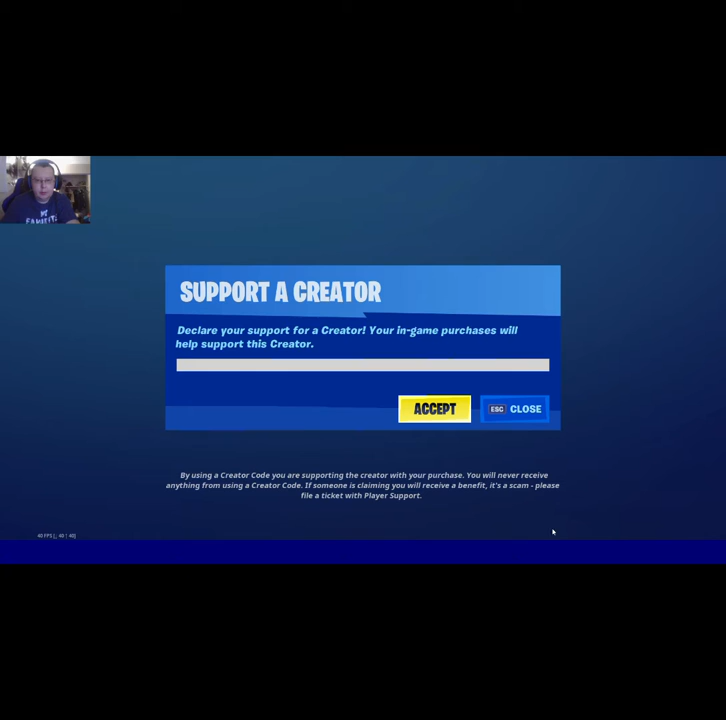 SUPPORT A CREATOR
Declare your support for a Creator! Your in-game purchases will
help support this Creator.
ACCEPT
ESC CLOSE
By using a Creator Code you are supporting the creator with your purchase. You will never receive
anything from using a Creator Code. If someone is claiming you will receive a benefit, it's a scam - please
file a ticket with Player Support.